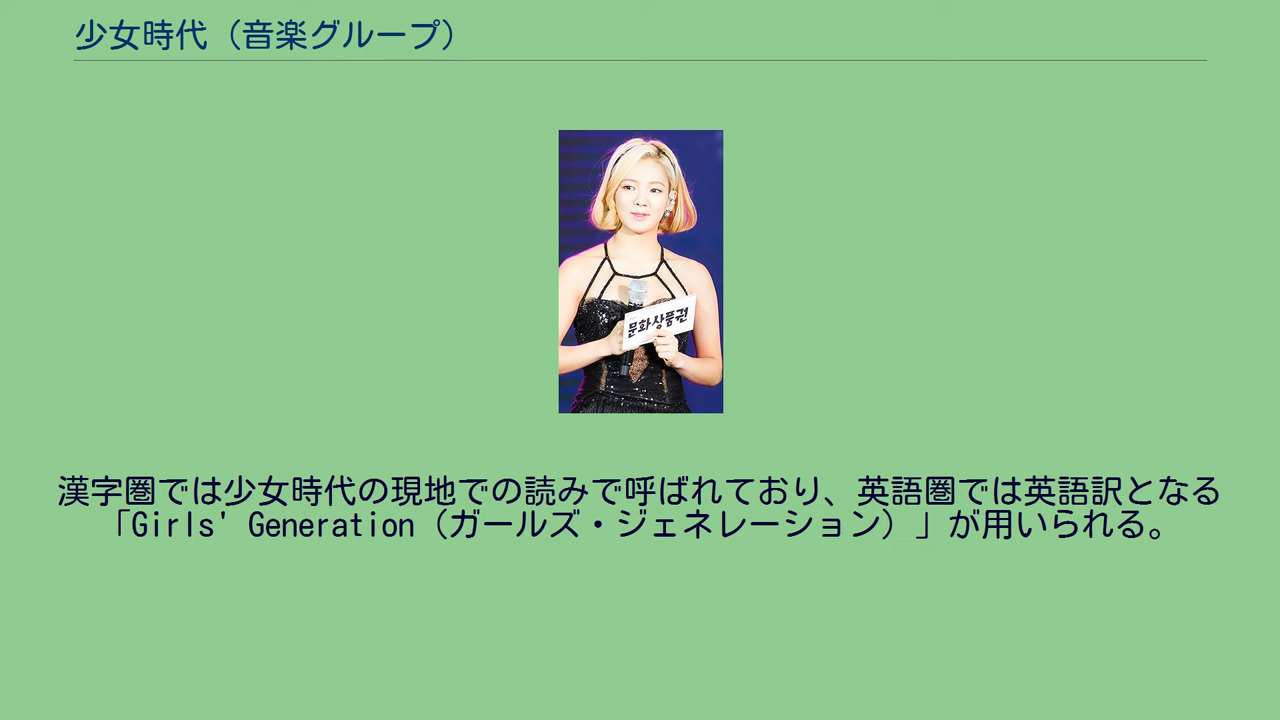 少女時代（音楽グループ）
문화상품권
漢字圏では少女時代の現地での読みで呼ばれており、英語圏では英語訳となる
「Girls' Generation（ガールズ・ジェネレーション）」が用いられる。